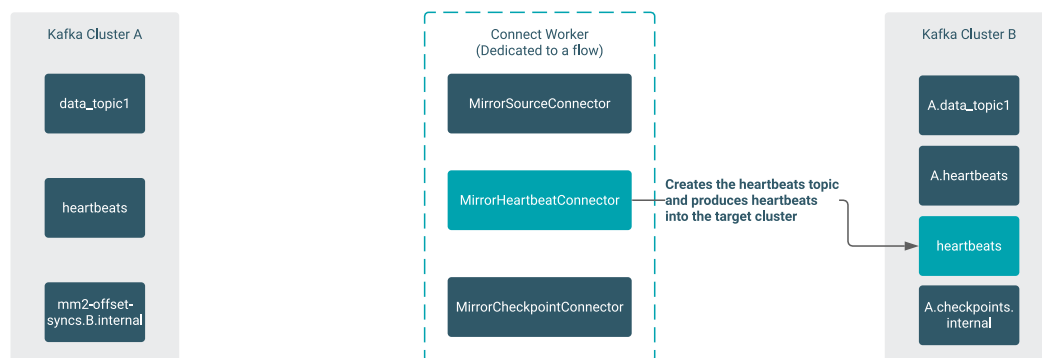 Kafka Cluster A
data_topic1
heartbeats
mm2-offset-
syncs.B.internal
Connect Worker
(Dedicated to a flow)
MirrorSourceConnector
MirrorHeartbeatConnector
MirrorCheckpointConnector
Creates the heartbeats topic
and produces heartbeats
into the target cluster
Kafka Cluster B
A.data_topic1
A.heartbeats
heartbeats
A.checkpoints.
internal